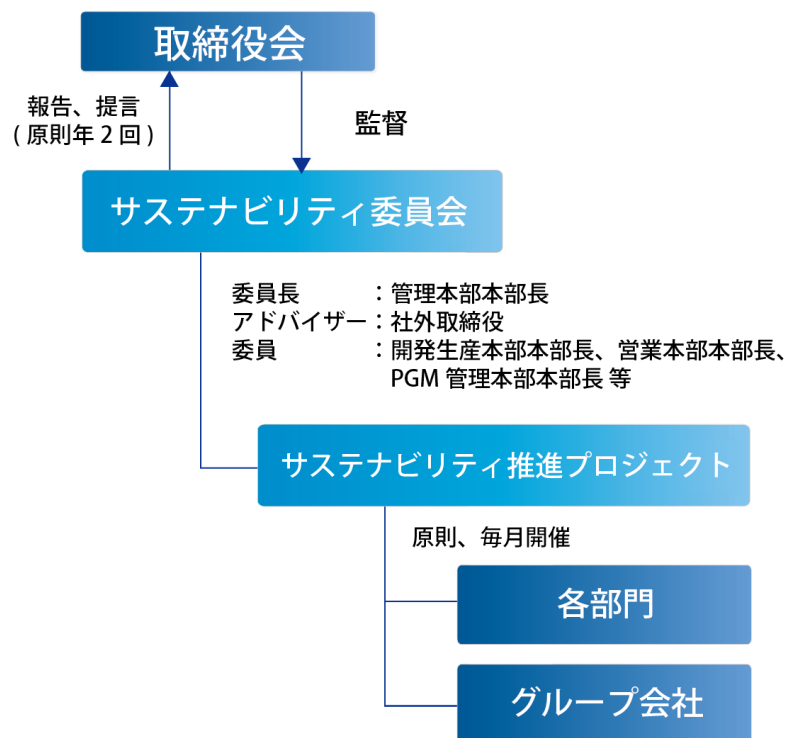 取締役会
報告、提言
(原則年2回)
監督
サステナビリティ委員会
委員長　　　：管理本部本部長
アドバイザー：社外取締役
委員　　　　：開発生産本部本部長、営業本部本部長、
PGM 管理本部本部長 等
サステナビリティ推進プロジェクト
原則、毎月開催
各部門
グループ会社